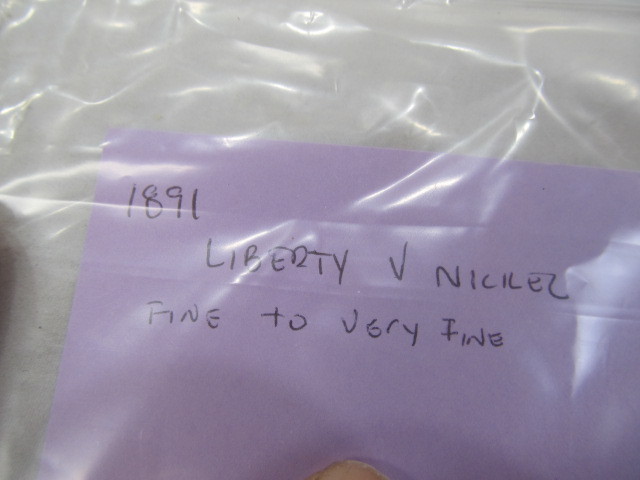 1891
LIBERTY V NICKEL
FINE TO VERY FINE